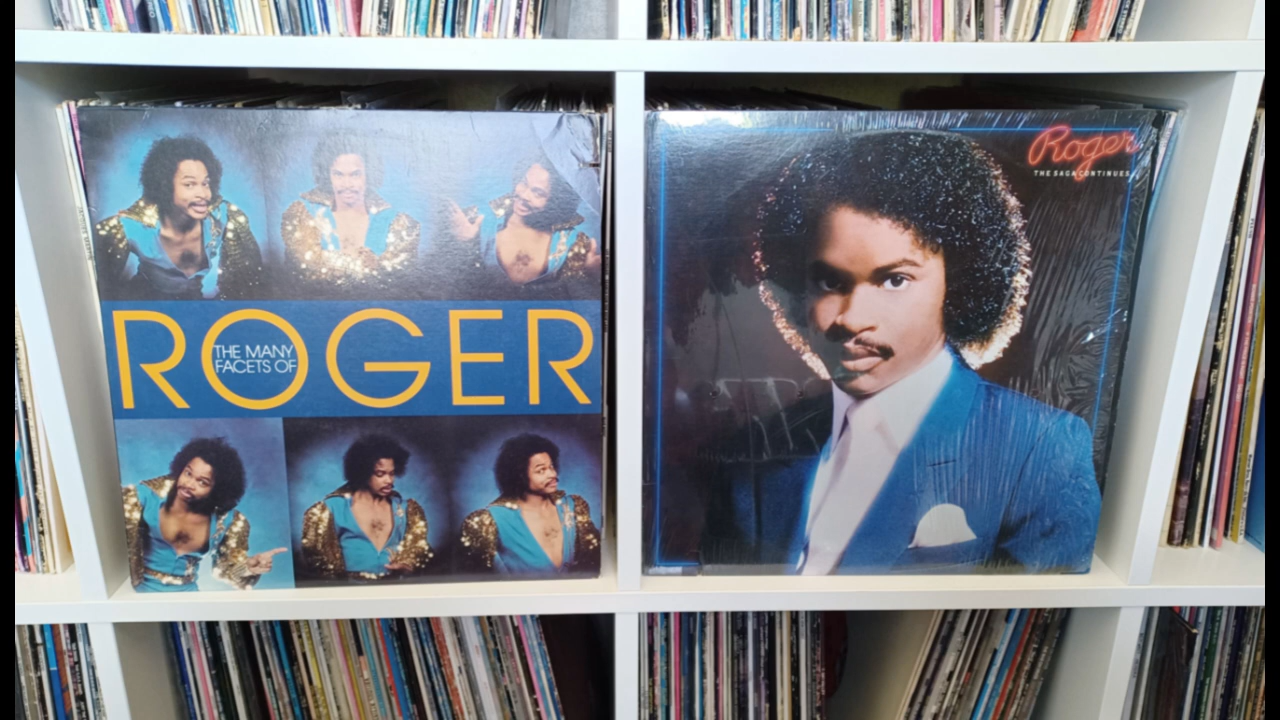 ROGER
THE MANY
FACETS OF
Roger
THE SAGA CONTINUES